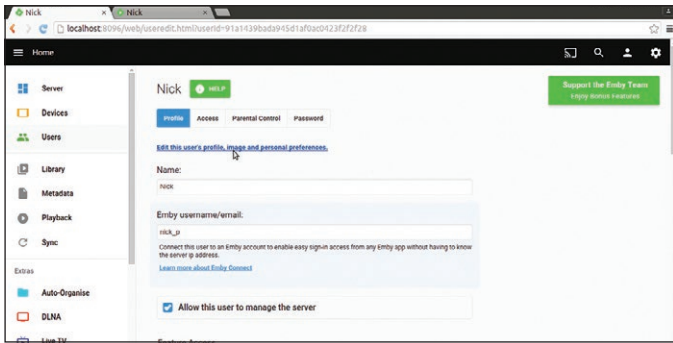 Nick
Nick
localhost:8096/web/useredit.html?userid=91a1439bada945d1af0ac0423f2f2f28
Home
Server
Devices
Users
Library
Metadata
Playback
Sync
Extras
Auto-Organise
DLNA
Live TV
Nick
HELP
Support the Emby Team
Enjoy Bonus Features
Profile Access Parental Control Password
Edit this user's profile, image and personal preferences.
Name:
Nick
Emby username/email:
nick_p
Connect this user to an Emby account to enable easy sign-in access from any Emby app without having to know
the server ip address.
Learn more about Emby Connect
Allow this user to manage the server
Feature Access